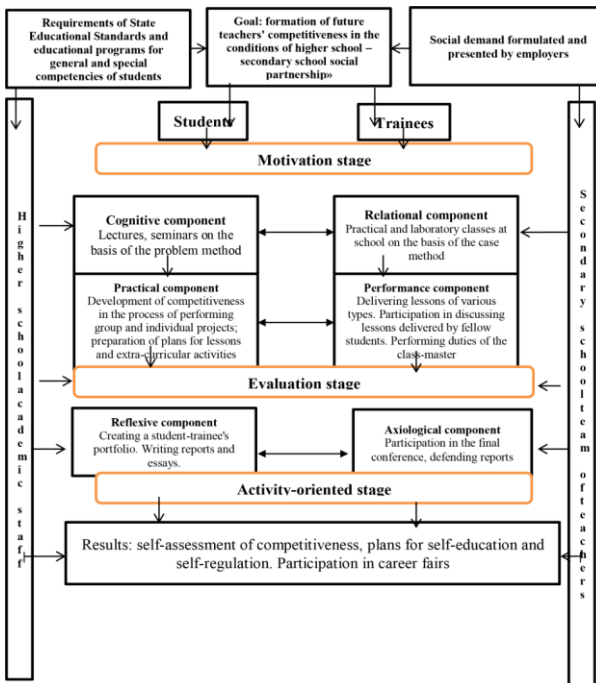 Requirements of State
Educational Standards and
educational programs for
general and special
competencies of students
Goal: formation of future
teachers' competitiveness in the
conditions of higher school –
secondary school social
partnership»
Social demand formulated and
presented by employers
Students
Trainees
Motivation stage
Higher schoolacademic staff
Cognitive component
Lectures, seminars on the
basis of the problem method
Relational component
Practical and laboratory classes at
school on the basis of the case
method
Practical component
Development of competitiveness
in the process of performing
group and individual projects;
preparation of plans for lessons
and extra-curricular activities
Performance component
Delivering lessons of various
types. Participation in discussing
lessons delivered by fellow
students. Performing duties of the
class-master
Secondary schoolteam ofteachers
Evaluation stage
Reflexive component
Creating a student-trainee's
portfolio. Writing reports and
essays.
Axiological component
Participation in the final
conference, defending reports
Activity-oriented stage
Results: self-assessment of competitiveness, plans for self-education and
self-regulation. Participation in career fairs